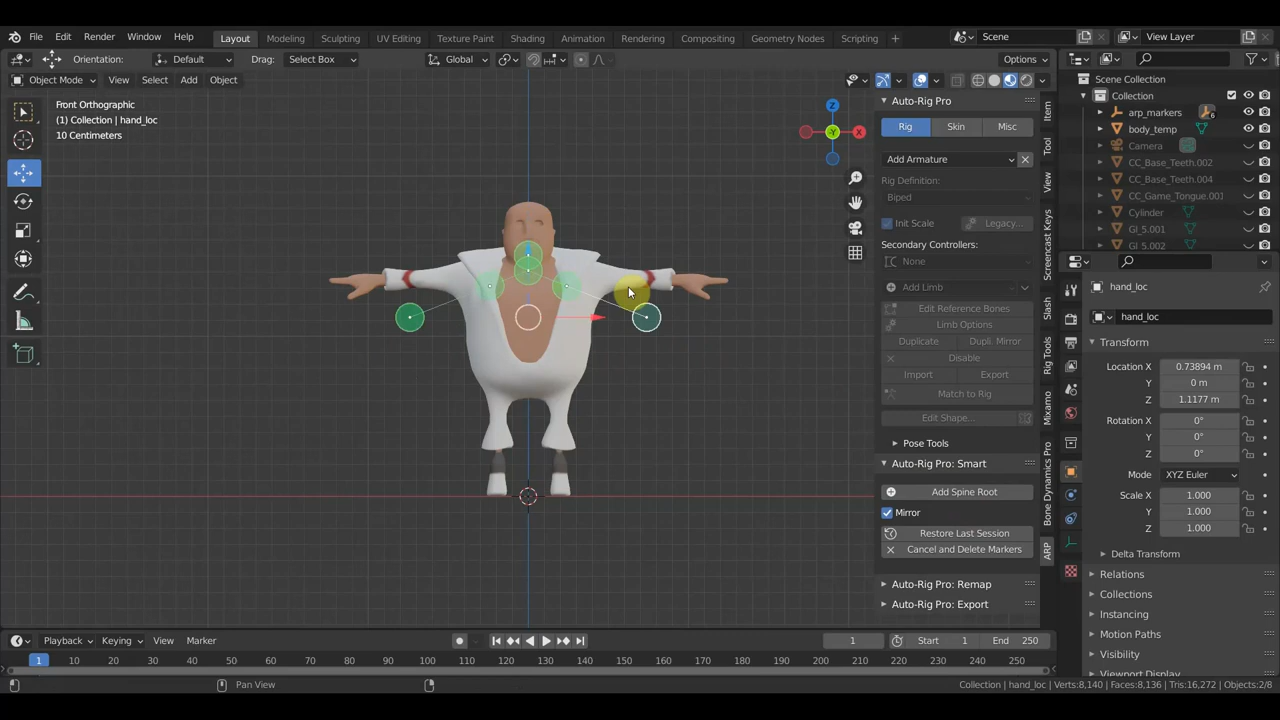 File Edit Render Window Help
Layout Modeling Sculpting UV Editing Texture Paint Shading Animation Rendering Compositing Geometry Nodes Scripting +
Scene
View Layer
Orientation: Default Drag: Select Box Global Options
Object Mode View Select Add Object
Front Orthographic
(1) Collection | hand_loc
10 Centimeters
Z
X
-Y
Auto-Rig Pro
Rig Skin Misc
Add Armature
Rig Definition:
Biped
Init Scale Legacy...
Secondary Controllers:
None
Add Limb
Edit Reference Bones
Limb Options
Duplicate Dupli. Mirror
Disable
Import Export
Match to Rig
Edit Shape...
Pose Tools
Auto-Rig Pro: Smart
Add Spine Root
Mirror
Restore Last Session
Cancel and Delete Markers
Auto-Rig Pro: Remap
Auto-Rig Pro: Export
Item
Tool
View
Screencast Keys
Slash
Rig Tools
Mixamo
Bone Dynamics Pro
ARP
Scene Collection
Collection
arp_markers 6
body_temp
Camera
CC_Base_Teeth.002
CC_Base_Teeth.004
CC_Game_Tongue.001
Cylinder
GI_5.001
GI_5.002
hand_loc
hand_loc
Transform
Location X 0.73894 m
Y 0 m
Z 1.1177 m
Rotation X 0°
Y 0°
Z 0°
Mode XYZ Euler
Scale X 1.000
Y 1.000
Z 1.000
Delta Transform
Relations
Collections
Instancing
Motion Paths
Visibility
Viewport Display
Playback Keying View Marker
1 Start 1 End 250
1 10 20 30 40 50 60 70 80 90 100 110 120 130 140 150 160 170 180 190 200 210 220 230 240 250
Pan View
Collection | hand_loc | Verts:8,140 | Faces:8,136 | Tris:16,272 | Objects:2/8